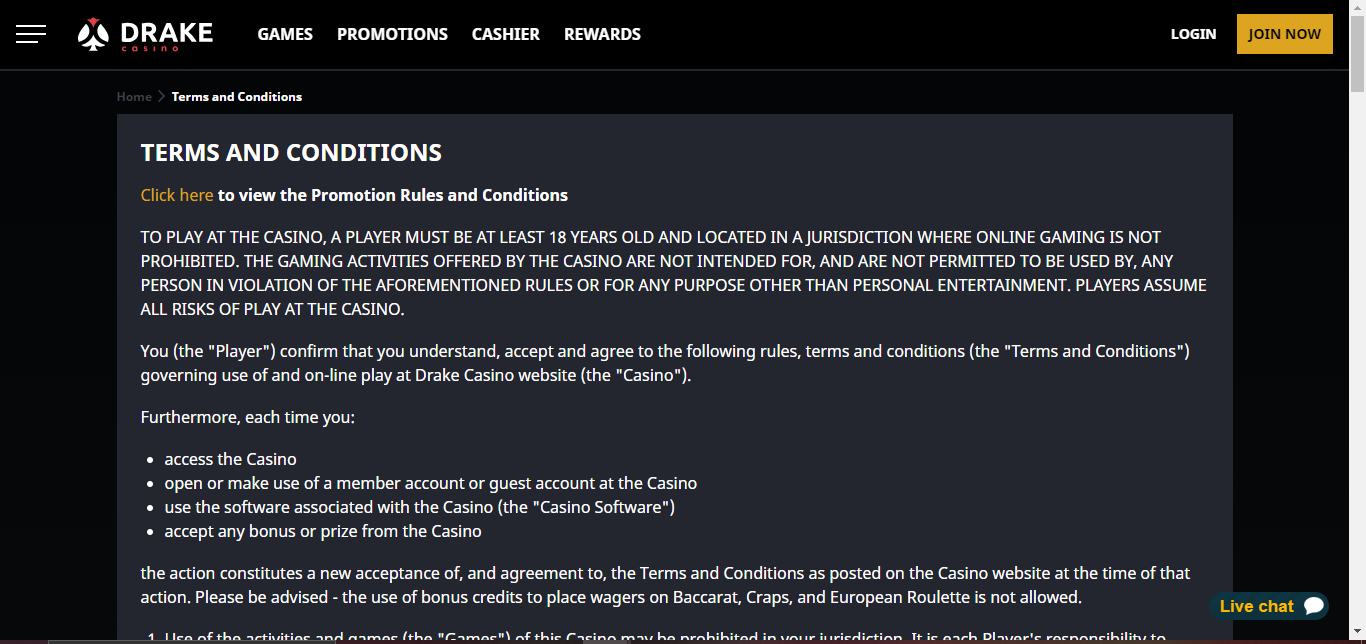 DRAKE
casino
GAMES PROMOTIONS CASHIER REWARDS LOGIN JOIN NOW
Home Terms and Conditions
TERMS AND CONDITIONS
Click here to view the Promotion Rules and Conditions
TO PLAY AT THE CASINO, A PLAYER MUST BE AT LEAST 18 YEARS OLD AND LOCATED IN A JURISDICTION WHERE ONLINE GAMING IS NOT
PROHIBITED. THE GAMING ACTIVITIES OFFERED BY THE CASINO ARE NOT INTENDED FOR, AND ARE NOT PERMITTED TO BE USED BY, ANY
PERSON IN VIOLATION OF THE AFOREMENTIONED RULES OR FOR ANY PURPOSE OTHER THAN PERSONAL ENTERTAINMENT. PLAYERS ASSUME
ALL RISKS OF PLAY AT THE CASINO.
You (the "Player") confirm that you understand, accept and agree to the following rules, terms and conditions (the "Terms and Conditions")
governing use of and on-line play at Drake Casino website (the "Casino").
Furthermore, each time you:
• access the Casino
• open or make use of a member account or guest account at the Casino
• use the software associated with the Casino (the "Casino Software")
• accept any bonus or prize from the Casino
the action constitutes a new acceptance of, and agreement to, the Terms and Conditions as posted on the Casino website at the time of that
action. Please be advised - the use of bonus credits to place wagers on Baccarat, Craps, and European Roulette is not allowed.
Live chat
1. Use of the activities and games (the "Games") of this Casino may be prohibited in your jurisdiction. It is each Player's responsibility to